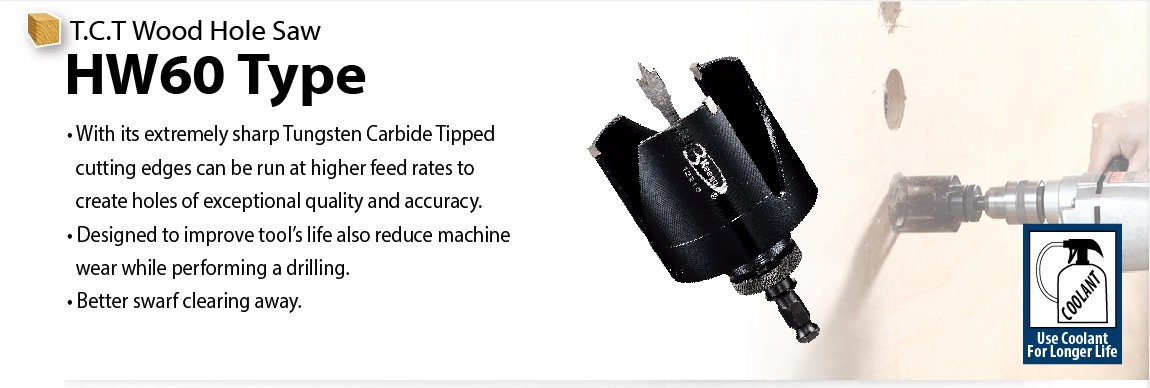 T.C.T Wood Hole Saw
HW60 Type
• With its extremely sharp Tungsten Carbide Tipped
cutting edges can be run at higher feed rates to
create holes of exceptional quality and accuracy.
• Designed to improve tool's life also reduce machine
wear while performing a drilling.
• Better swarf clearing away.
COOLANT
Use Coolant
For Longer Life